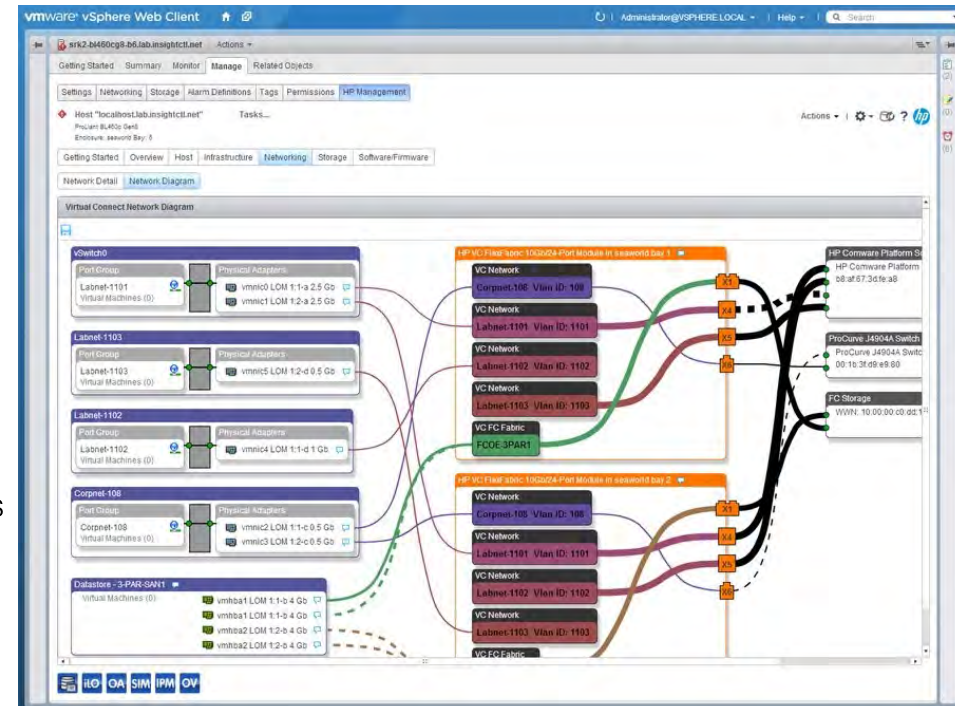 vmware® vSphere Web Client
Administrator@VSPHERE.LOCAL
Help
Search
srk2-bl460cg8-b6.lab.insightctl.net
Actions
Getting Started Summary Monitor Manage Related Objects
Settings Networking Storage Alarm Definitions Tags Permissions HP Management
Host "localhost.lab.insightctl.net" Tasks...
ProLiant BL460c Gen8
Enclosure: seaworld Bay: 6
Actions
?
hp
Getting Started Overview Host Infrastructure Networking Storage Software/Firmware
Network Detail Network Diagram
Virtual Connect Network Diagram
vSwitch0
Port Group
Physical Adapters
Labnet-1101
Virtual Machines (0)
vmnic0 LOM 1:1-a 2.5 Gb
vmnic1 LOM 1:2-a 2.5 Gb
Labnet-1103
Port Group
Physical Adapters
Labnet-1103
Virtual Machines (0)
vmnic5 LOM 1:2-d 0.5 Gb
Labnet-1102
Port Group
Physical Adapters
Labnet-1102
Virtual Machines (0)
vmnic4 LOM 1:1-d 1 Gb
Corpnet-108
Port Group
Physical Adapters
Corpnet-108
Virtual Machines (0)
vmnic2 LOM 1:1-c 0.5 Gb
vmnic3 LOM 1:2-c 0.5 Gb
Datastore - 3-PAR-SAN1
Virtual Machines (0)
vmhba1 LOM 1:1-b 4 Gb
vmhba1 LOM 1:1-b 4 Gb
vmhba2 LOM 1:2-b 4 Gb
vmhba2 LOM 1:2-b 4 Gb
HP VC FlexFabric 10Gb/24-Port Module in seaworld bay 1
VC Network
Corpnet-108 Vlan ID: 108
VC Network
Labnet-1101 Vlan ID: 1101
VC Network
Labnet-1102 Vlan ID: 1102
VC Network
Labnet-1103 Vlan ID: 1103
VC FC Fabric
FCOE-3PAR1
X1
X4
X5
X6
HP VC FlexFabric 10Gb/24-Port Module in seaworld bay 2
VC Network
Corpnet-108 Vlan ID: 108
VC Network
Labnet-1101 Vlan ID: 1101
VC Network
Labnet-1102 Vlan ID: 1102
VC Network
Labnet-1103 Vlan ID: 1103
VC FC Fabric
X1
X4
X5
X6
HP Comware Platform S
HP Comware Platform
b8:af:67:3d:fe:a8
ProCurve J4904A Switch
ProCurve J4904A Switc
00:1b:3f:d9:e9:80
FC Storage
WWN: 10:00:00:c0:dd:1
s
iLO OA SIM IPM OV